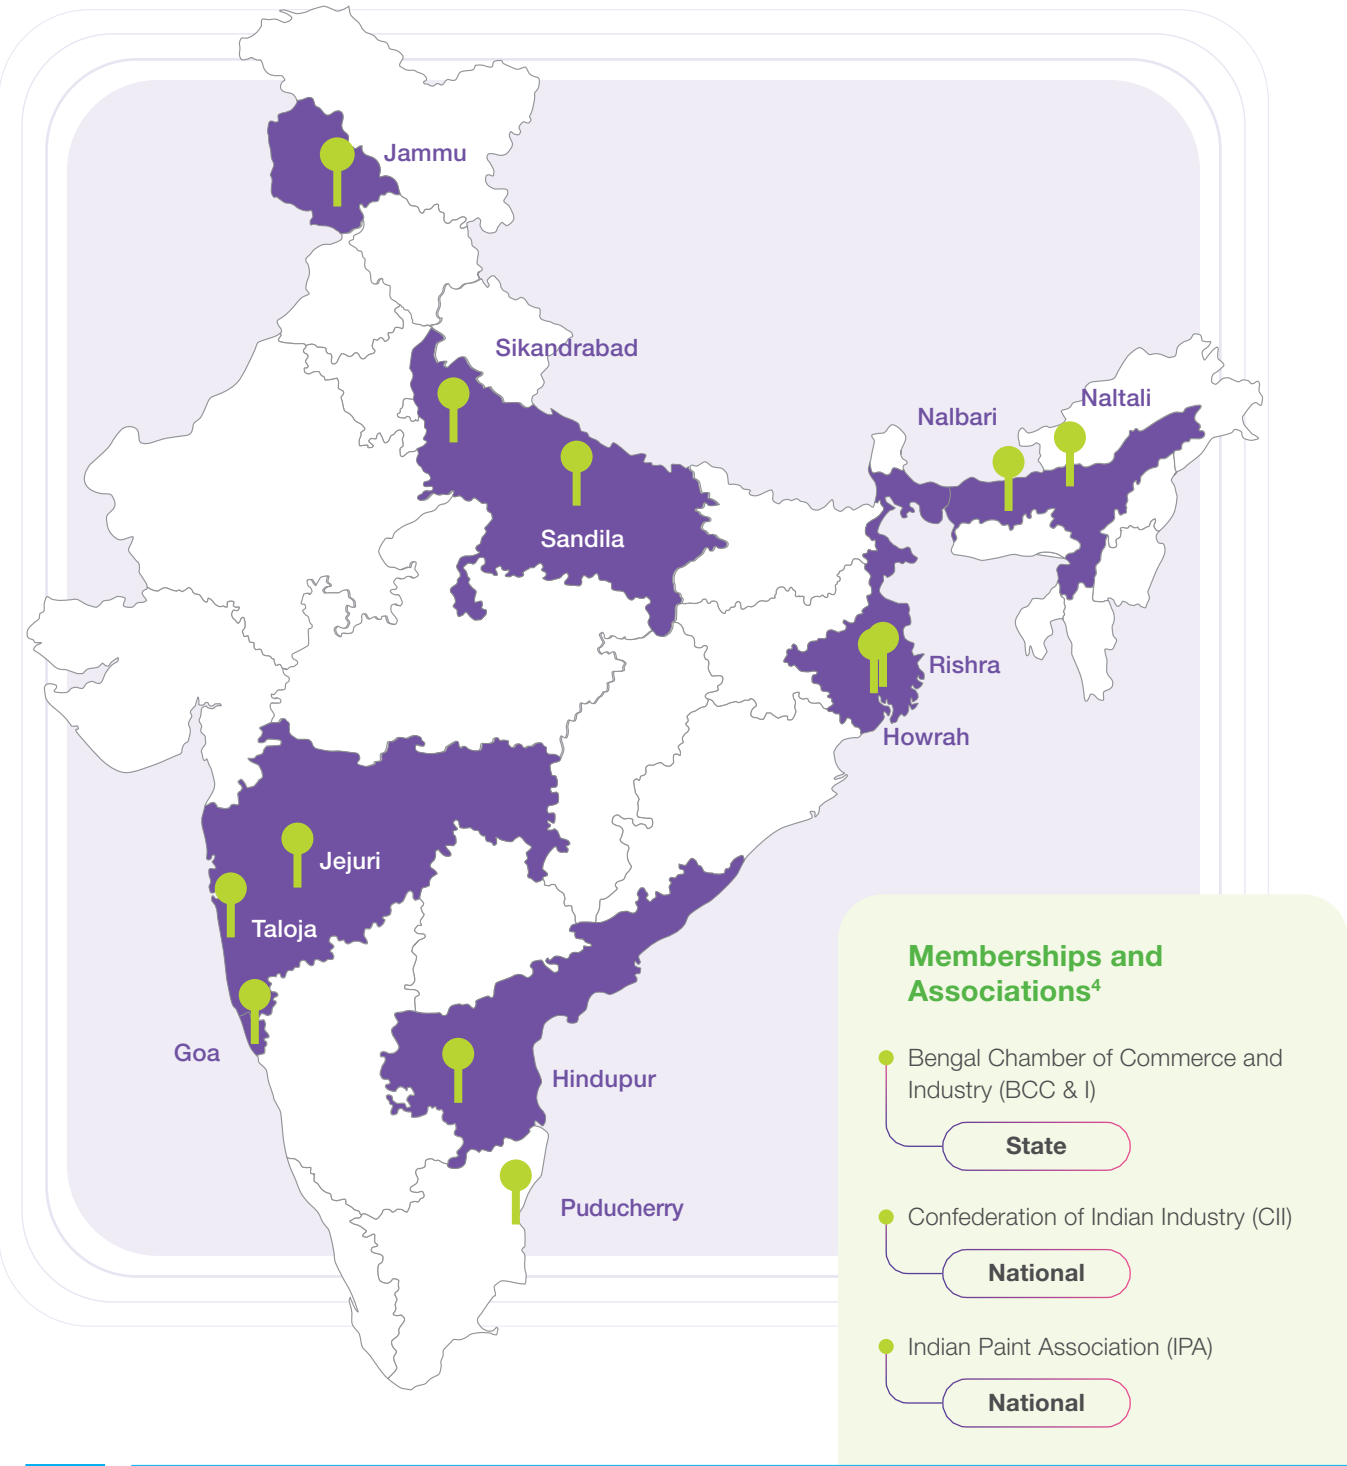 Jammu
Sikandrabad
Naltali
Nalbari
Sandila
Rishra
Howrah
Jejuri
Taloja
Goa
Hindupur
Puducherry
Memberships and
Associations⁴
Bengal Chamber of Commerce and
Industry (BCC & I)
State
Confederation of Indian Industry (CII)
National
Indian Paint Association (IPA)
National